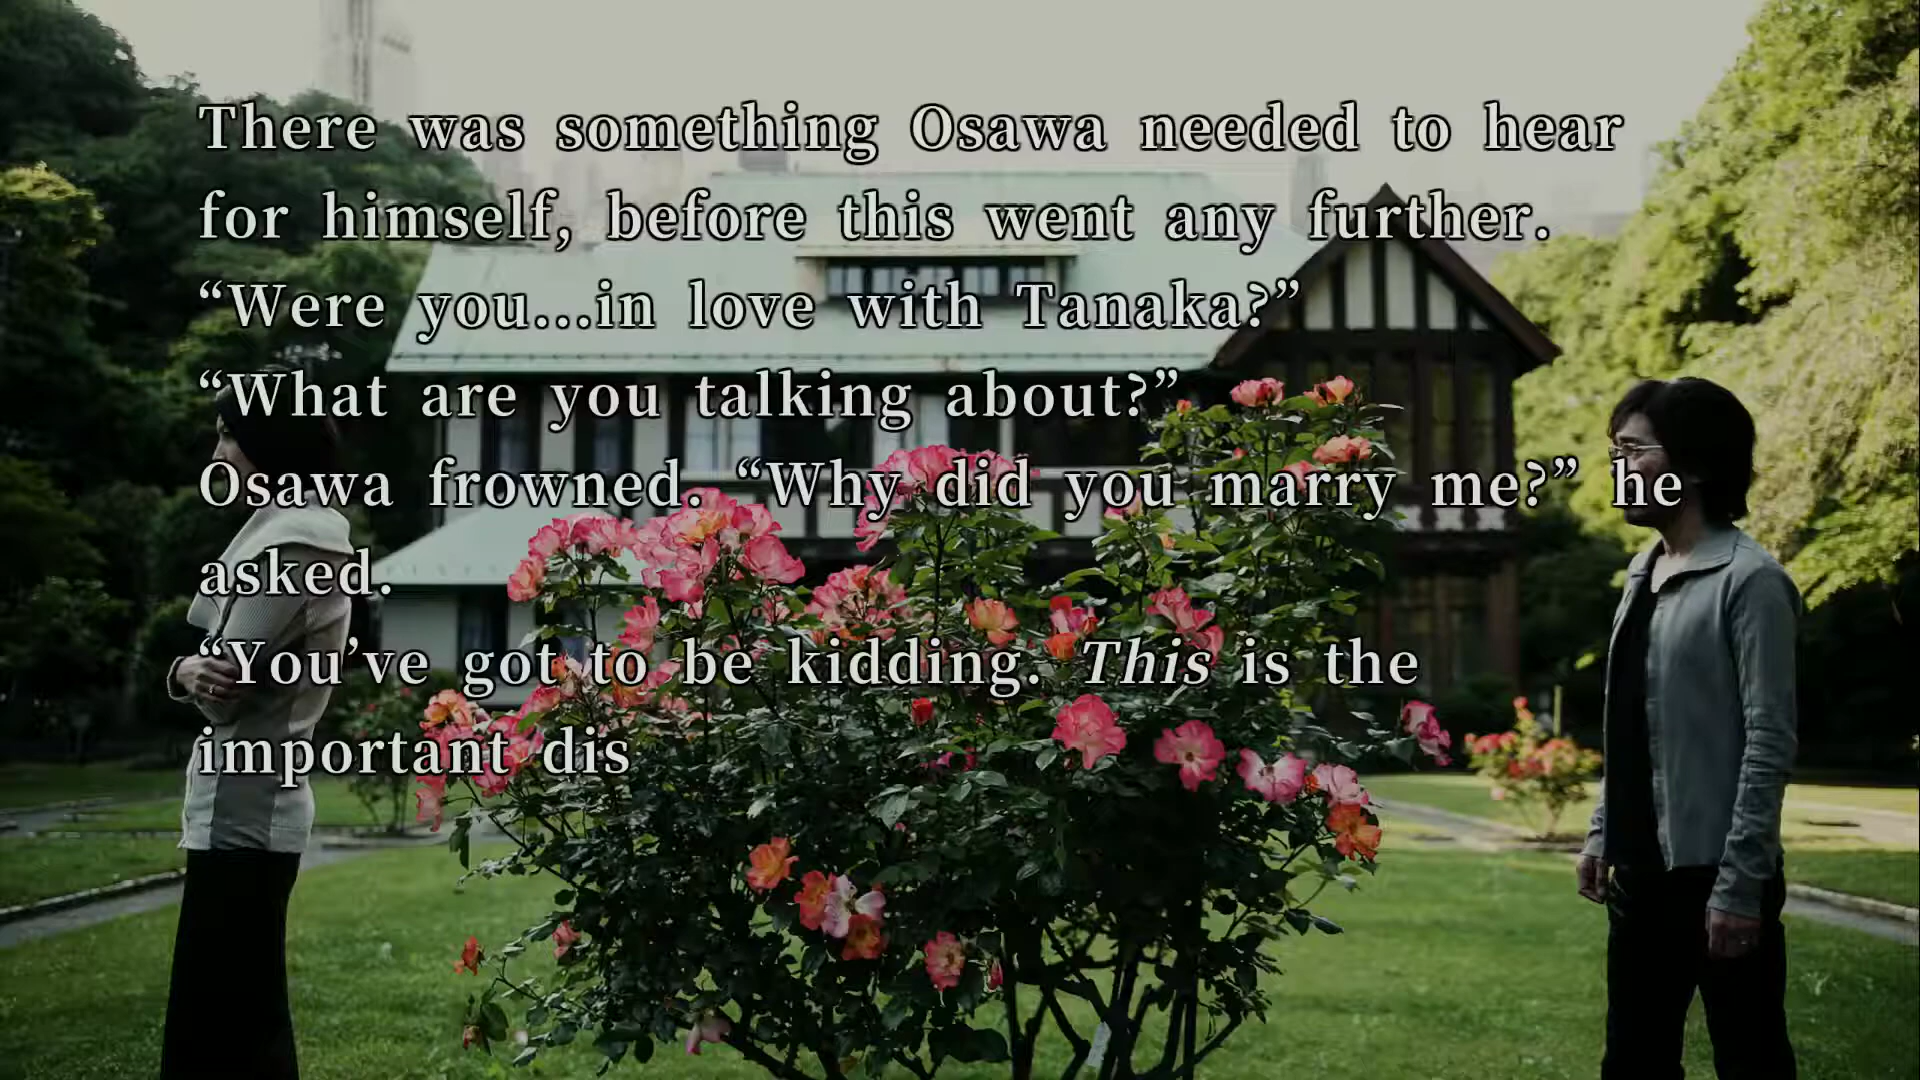 There was something Osawa needed to hear
for himself, before this went any further.
“Were you...in love with Tanaka?”
“What are you talking about?”
Osawa frowned. “Why did you marry me?” he
asked.
“You’ve got to be kidding. This is the
important dis